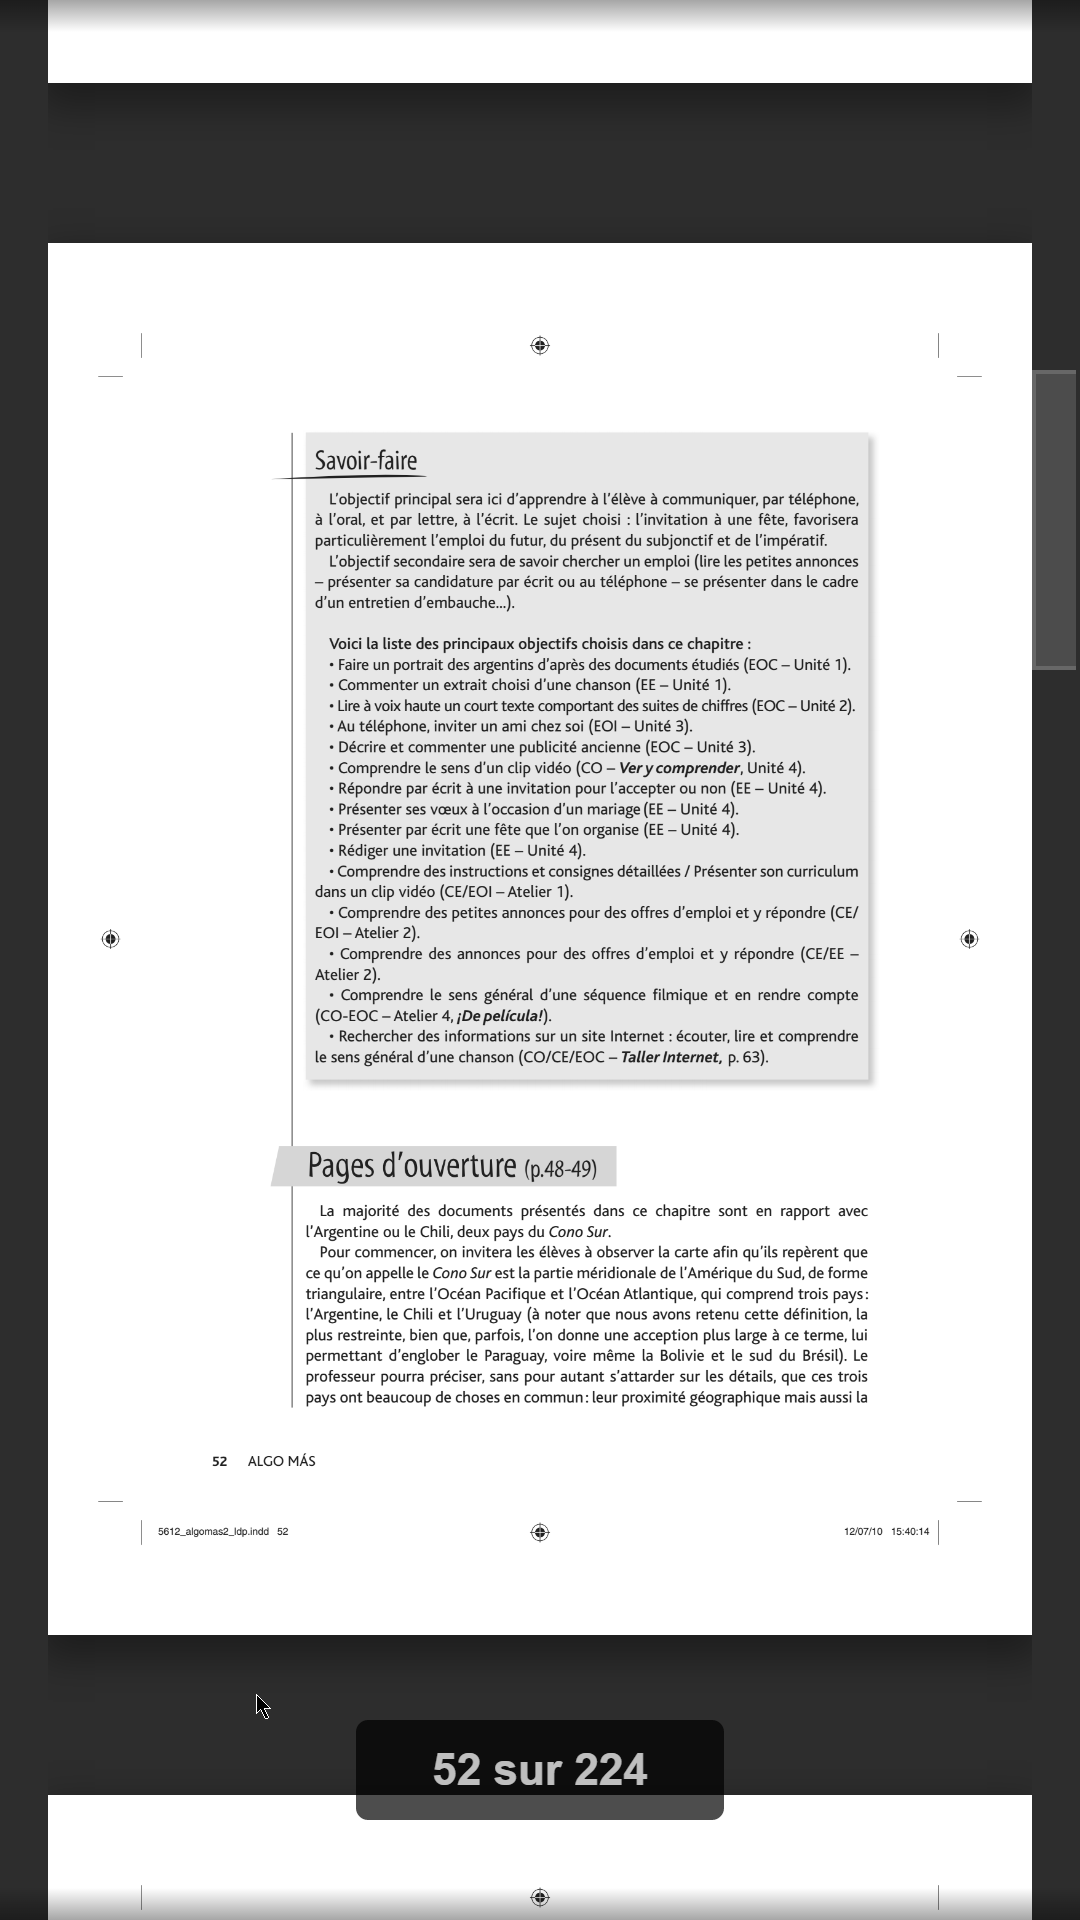 Savoir-faire
L’objectif principal sera ici d’apprendre à l’élève à communiquer, par téléphone,
à l’oral, et par lettre, à l’écrit. Le sujet choisi : l’invitation à une fête, favorisera
particulièrement l’emploi du futur, du présent du subjonctif et de l’impératif.
L’objectif secondaire sera de savoir chercher un emploi (lire les petites annonces
– présenter sa candidature par écrit ou au téléphone – se présenter dans le cadre
d’un entretien d’embauche...).
Voici la liste des principaux objectifs choisis dans ce chapitre :
• Faire un portrait des argentins d’après des documents étudiés (EOC – Unité 1).
• Commenter un extrait choisi d’une chanson (EE – Unité 1).
• Lire à voix haute un court texte comportant des suites de chiffres (EOC – Unité 2).
• Au téléphone, inviter un ami chez soi (EOI – Unité 3).
• Décrire et commenter une publicité ancienne (EOC – Unité 3).
• Comprendre le sens d’un clip vidéo (CO – Ver y comprender, Unité 4).
• Répondre par écrit à une invitation pour l’accepter ou non (EE – Unité 4).
• Présenter ses vœux à l’occasion d’un mariage (EE – Unité 4).
• Présenter par écrit une fête que l’on organise (EE – Unité 4).
• Rédiger une invitation (EE – Unité 4).
• Comprendre des instructions et consignes détaillées / Présenter son curriculum
dans un clip vidéo (CE/EOI – Atelier 1).
• Comprendre des petites annonces pour des offres d’emploi et y répondre (CE/
EOI – Atelier 2).
• Comprendre des annonces pour des offres d’emploi et y répondre (CE/EE –
Atelier 2).
• Comprendre le sens général d’une séquence filmique et en rendre compte
(CO-EOC – Atelier 4, ¡De película!).
• Rechercher des informations sur un site Internet : écouter, lire et comprendre
le sens général d’une chanson (CO/CE/EOC – Taller Internet, p. 63).
Pages d’ouverture (p.48-49)
La majorité des documents présentés dans ce chapitre sont en rapport avec
l’Argentine ou le Chili, deux pays du Cono Sur.
Pour commencer, on invitera les élèves à observer la carte afin qu’ils repèrent que
ce qu’on appelle le Cono Sur est la partie méridionale de l’Amérique du Sud, de forme
triangulaire, entre l’Océan Pacifique et l’Océan Atlantique, qui comprend trois pays :
l’Argentine, le Chili et l’Uruguay (à noter que nous avons retenu cette définition, la
plus restreinte, bien que, parfois, l’on donne une acception plus large à ce terme, lui
permettant d’englober le Paraguay, voire même la Bolivie et le sud du Brésil). Le
professeur pourra préciser, sans pour autant s’attarder sur les détails, que ces trois
pays ont beaucoup de choses en commun : leur proximité géographique mais aussi la
52 ALGO MÁS
5612_algomas2_ldp.indd 52 12/07/10 15:40:14
52 sur 224